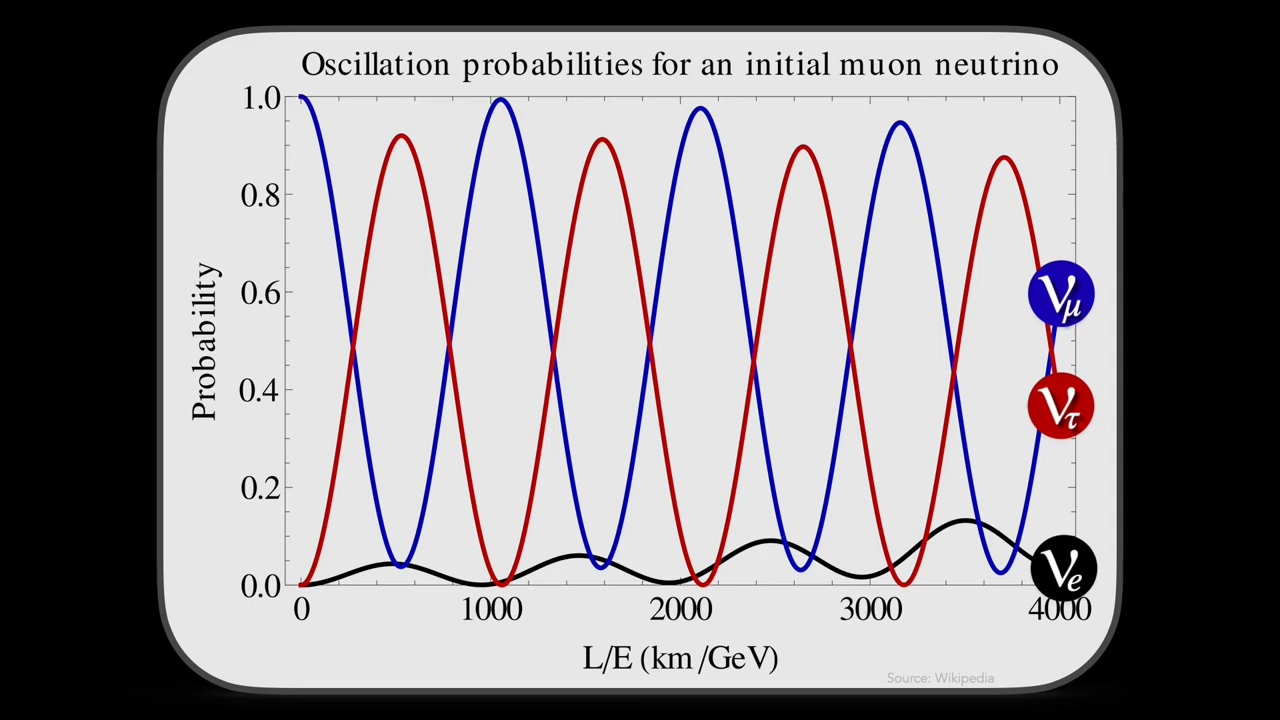 Oscillation probabilities for an initial muon neutrino
1.0
0.8
0.6
0.4
0.2
0.0
Probability
νμ
ντ
νe
0 1000 2000 3000 4000
L/E (km/GeV)
Source: Wikipedia